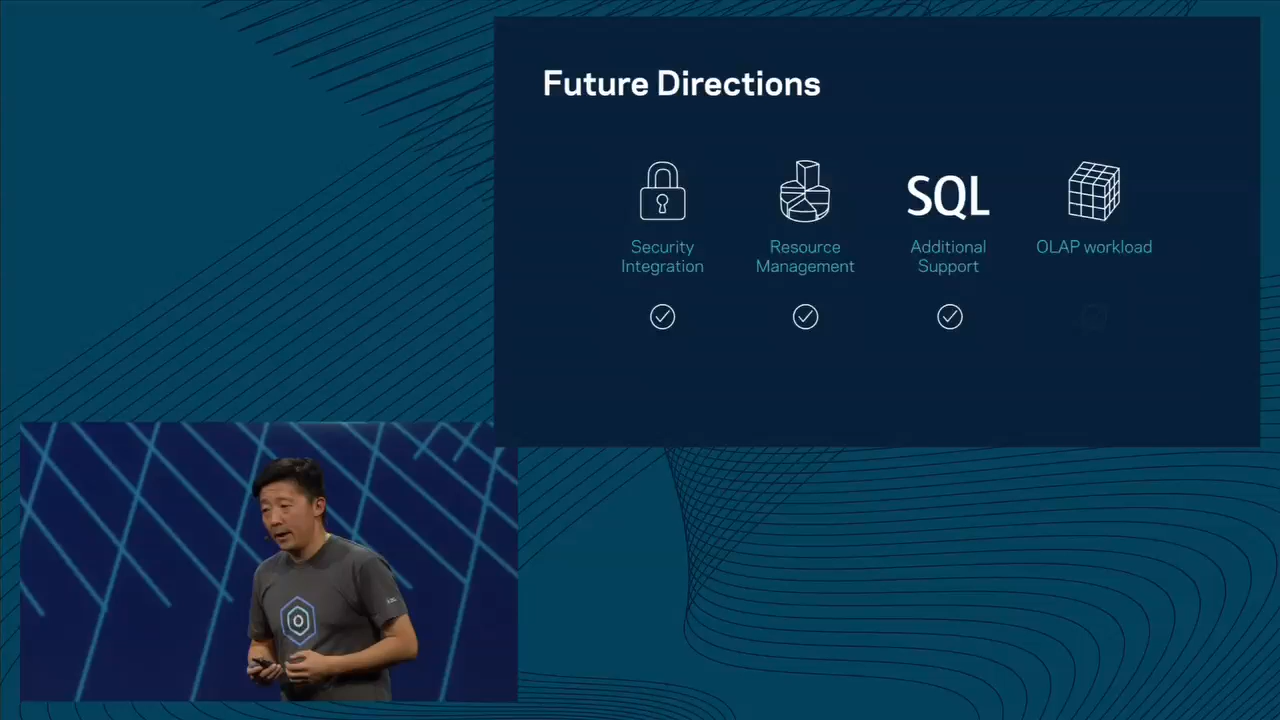 Future Directions
SQL
Security
Integration
Resource
Management
Additional
Support
OLAP workload